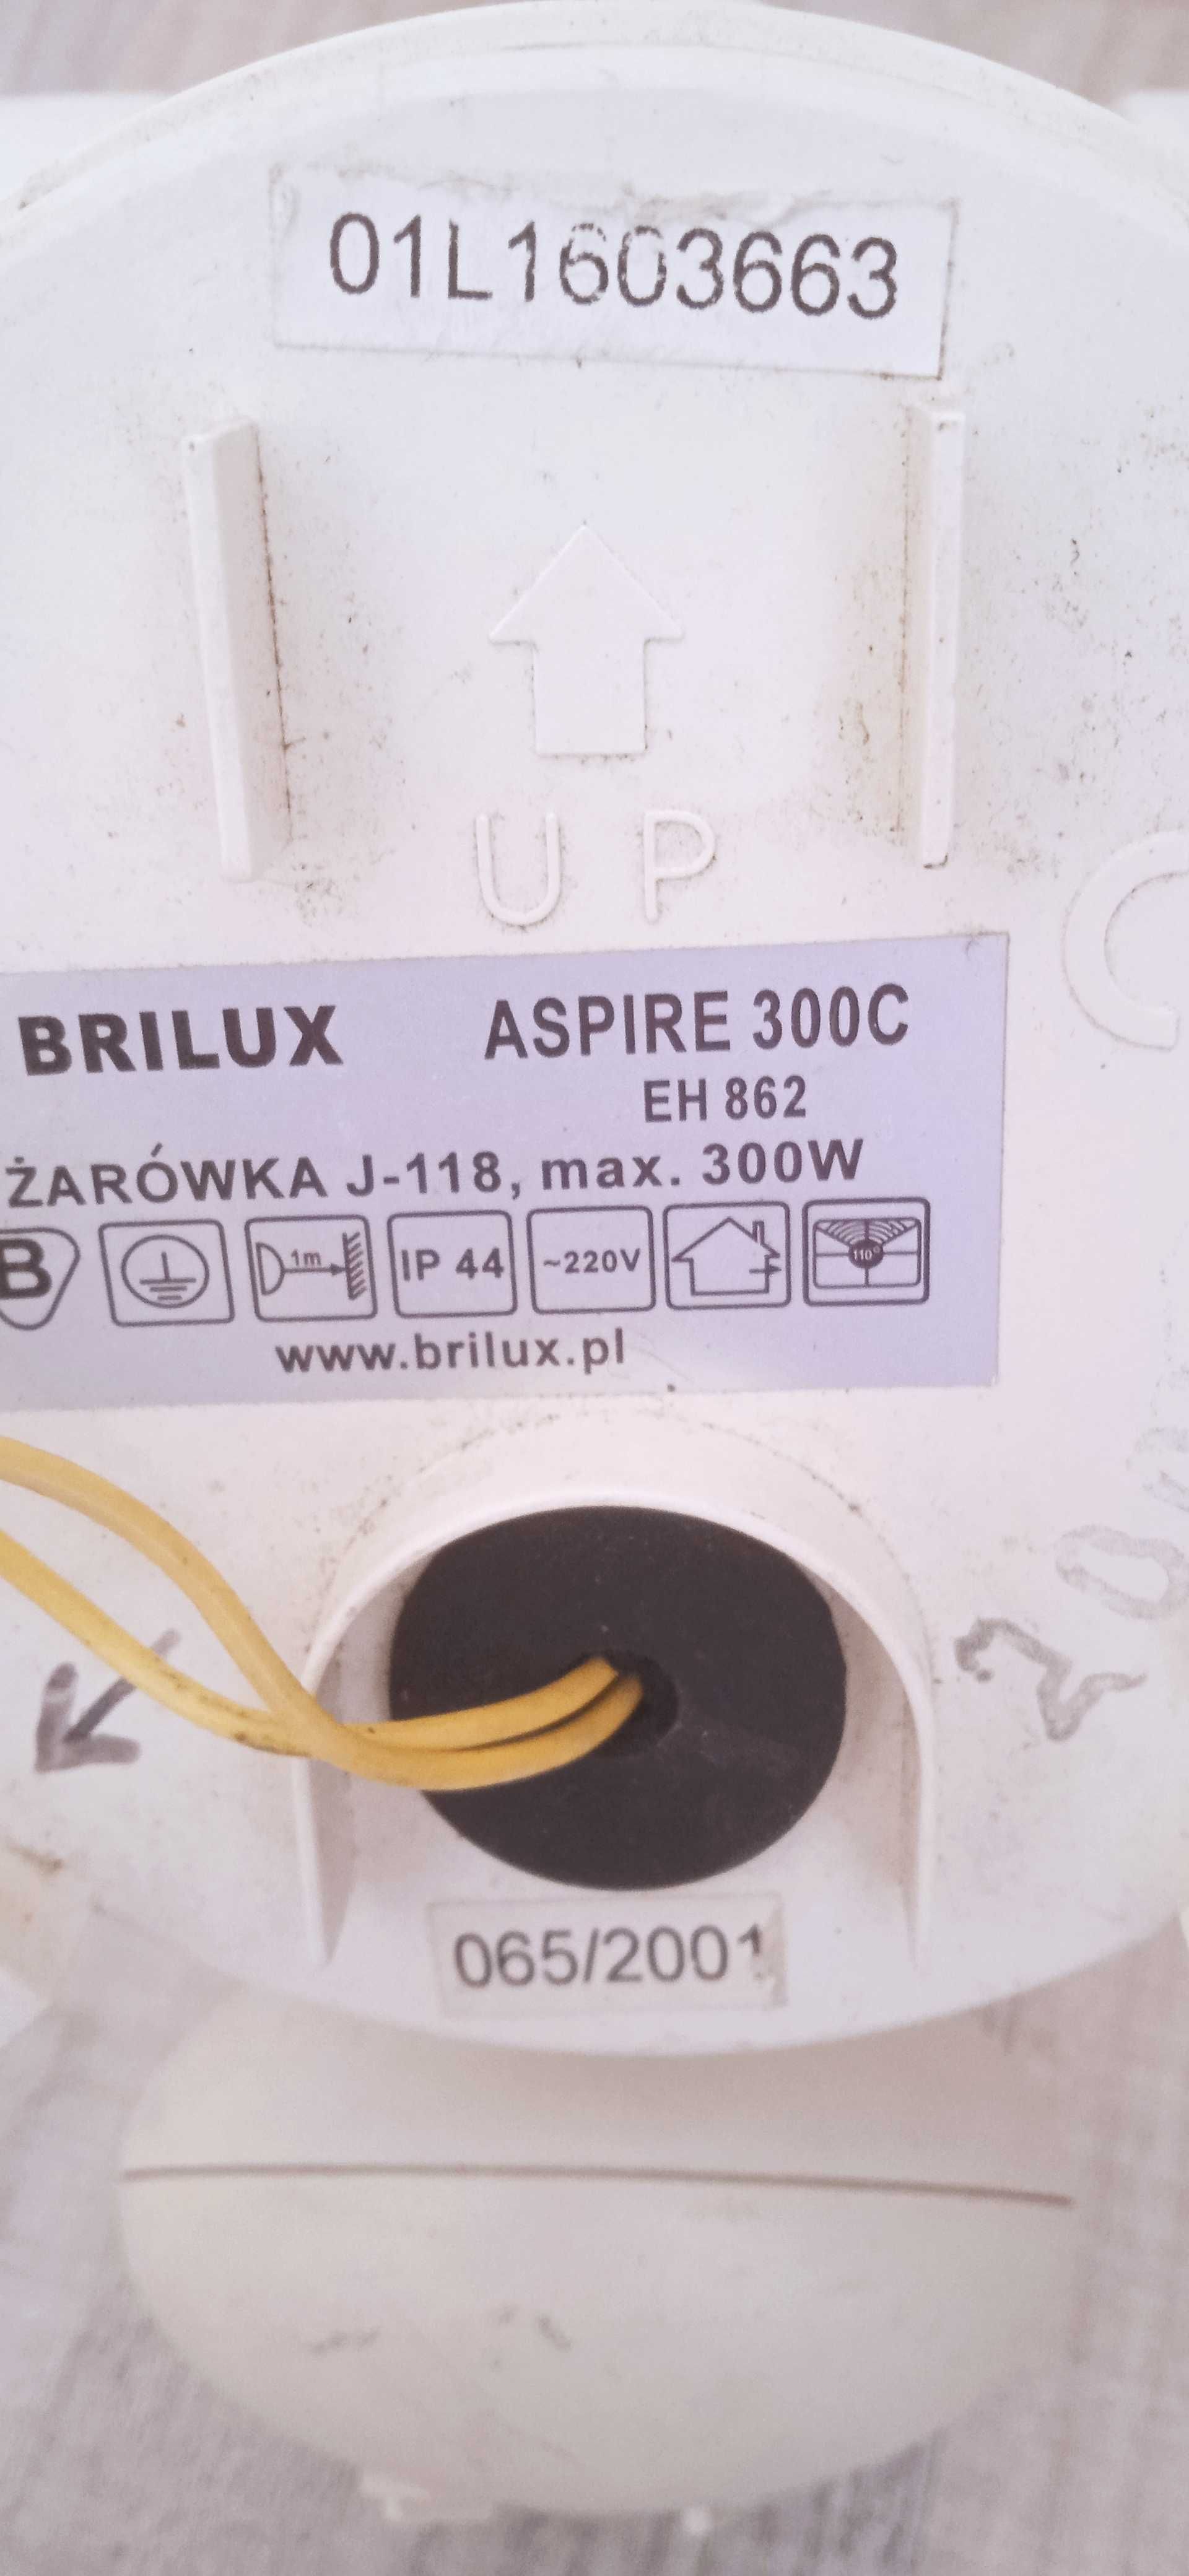 01L1603663
UP
BRILUX ASPIRE 300C
EH 862
ŻARÓWKA J-118, max. 300W
B 1m IP 44 ~220V 110°
www.brilux.pl
065/2001